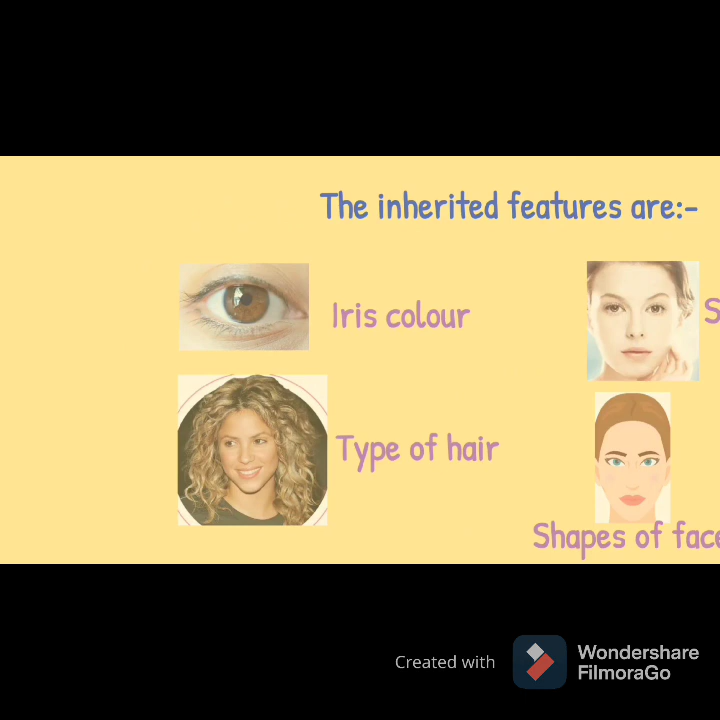 The inherited features are:-
Iris colour
S
Type of hair
Shapes of face
Created with
Wondershare
FilmoraGo